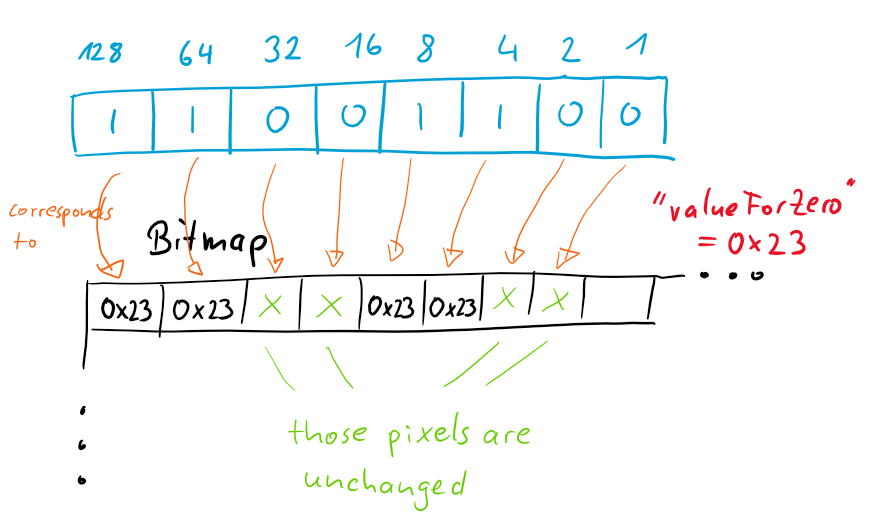 128 64 32 16 8 4 2 1
1 1 0 0 1 1 0 0
corresponds
to
"valueForZero"
= 0x23
Bitmap
0x23 0x23 X X 0x23 0x23 X X
those pixels are
unchanged